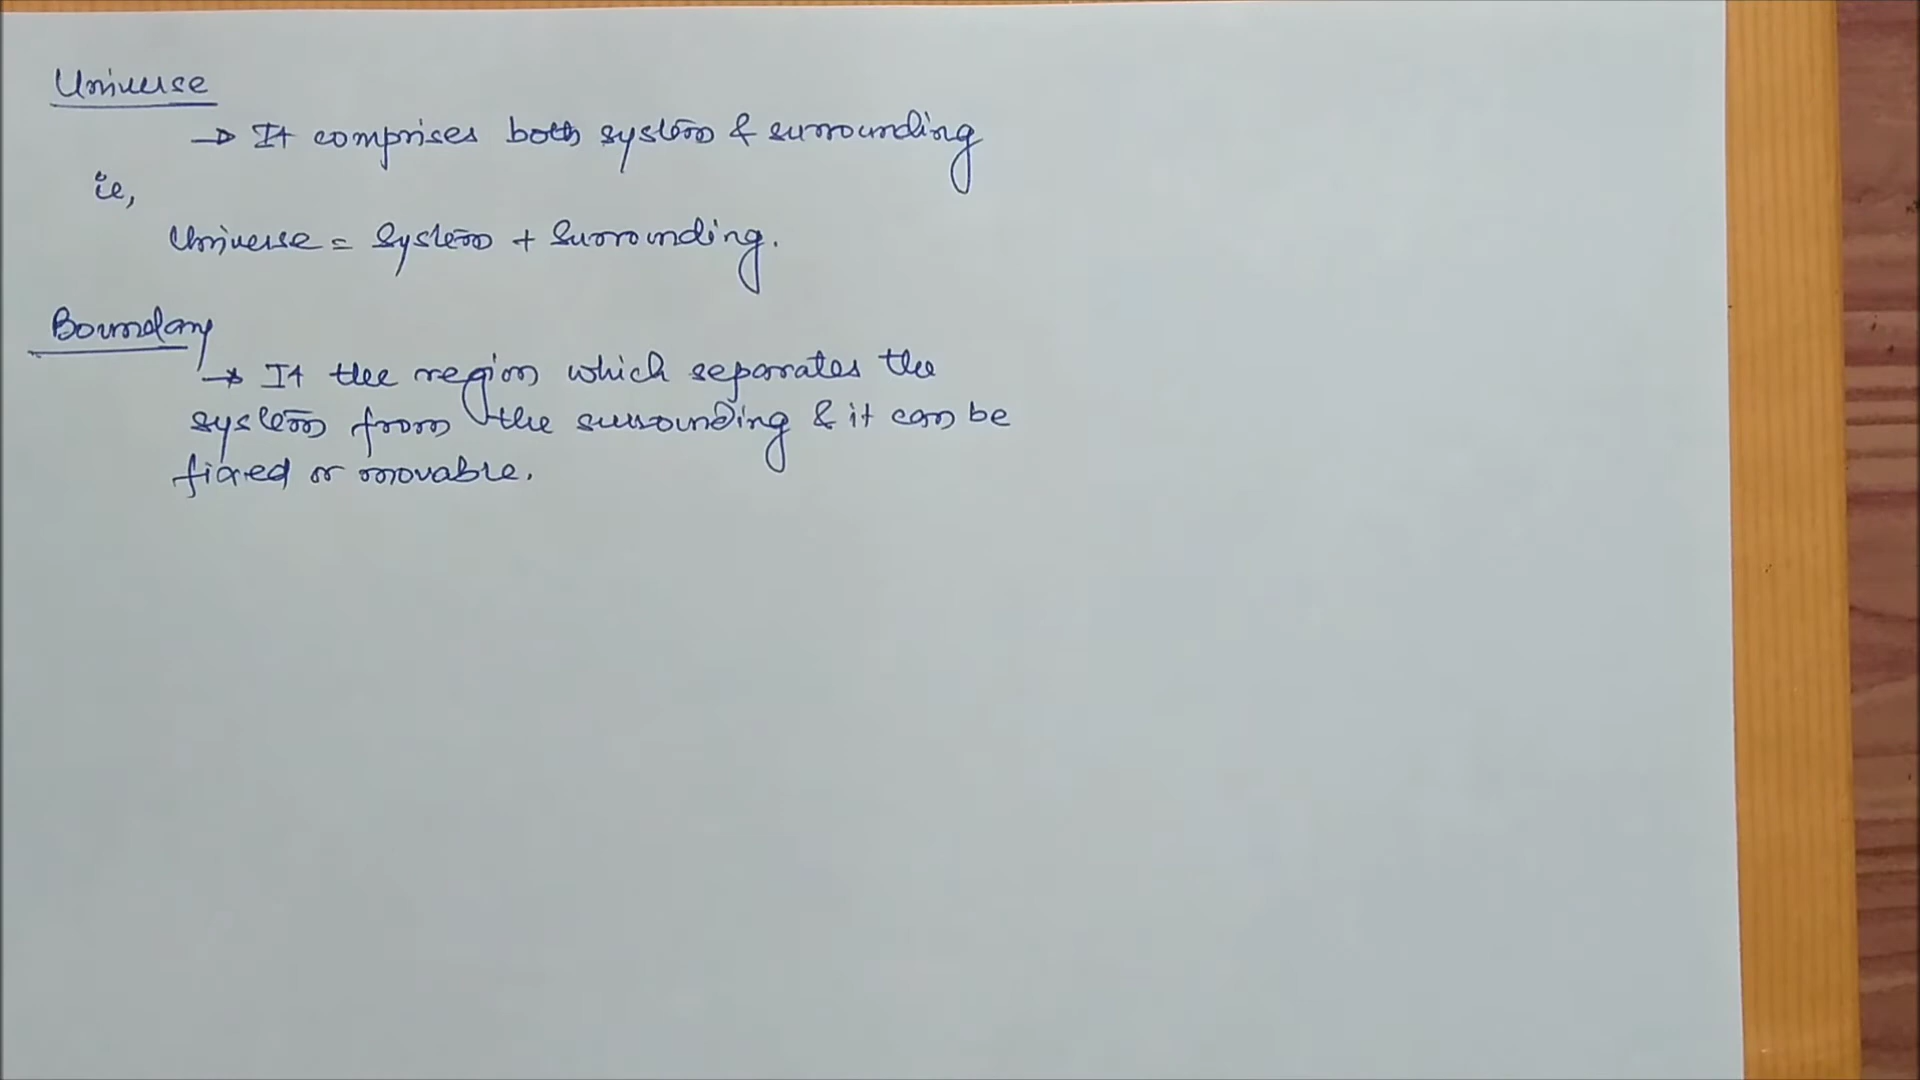 Universe
→ It comprises both system & surrounding
ie,
Universe = System + Surrounding.
Boundary
→ It the region which separates the
system from the surrounding & it can be
fixed or movable.